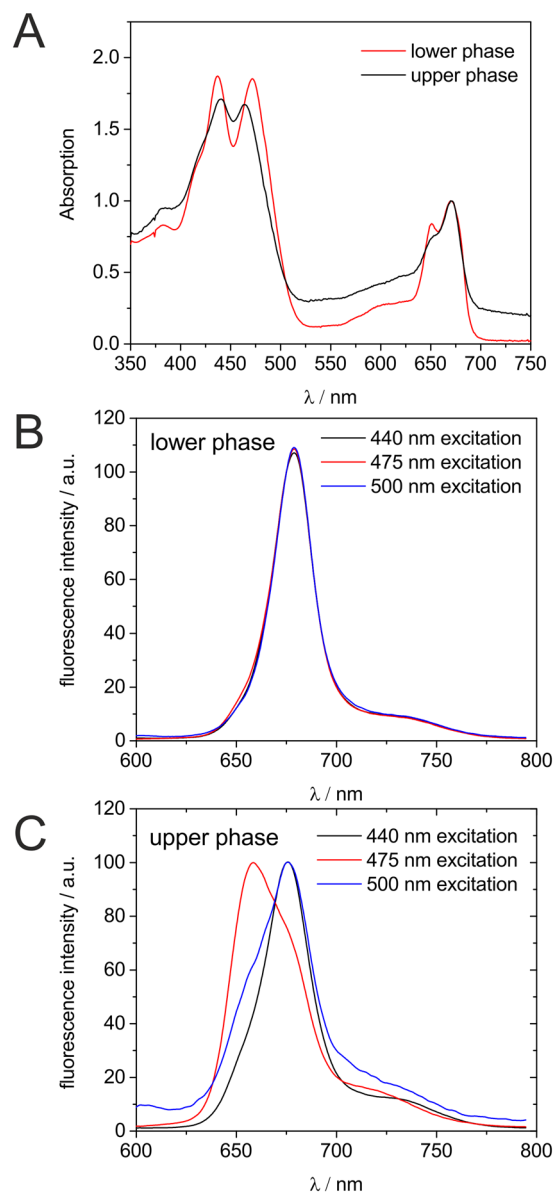 A
lower phase
upper phase
2.0
1.5
1.0
0.5
0.0
Absorption
350 400 450 500 550 600 650 700 750
λ / nm
B
lower phase
440 nm excitation
475 nm excitation
500 nm excitation
120
100
80
60
40
20
0
fluorescence intensity / a.u.
600 650 700 750 800
λ / nm
C
upper phase
440 nm excitation
475 nm excitation
500 nm excitation
120
100
80
60
40
20
0
fluorescence intensity / a.u.
600 650 700 750 800
λ / nm